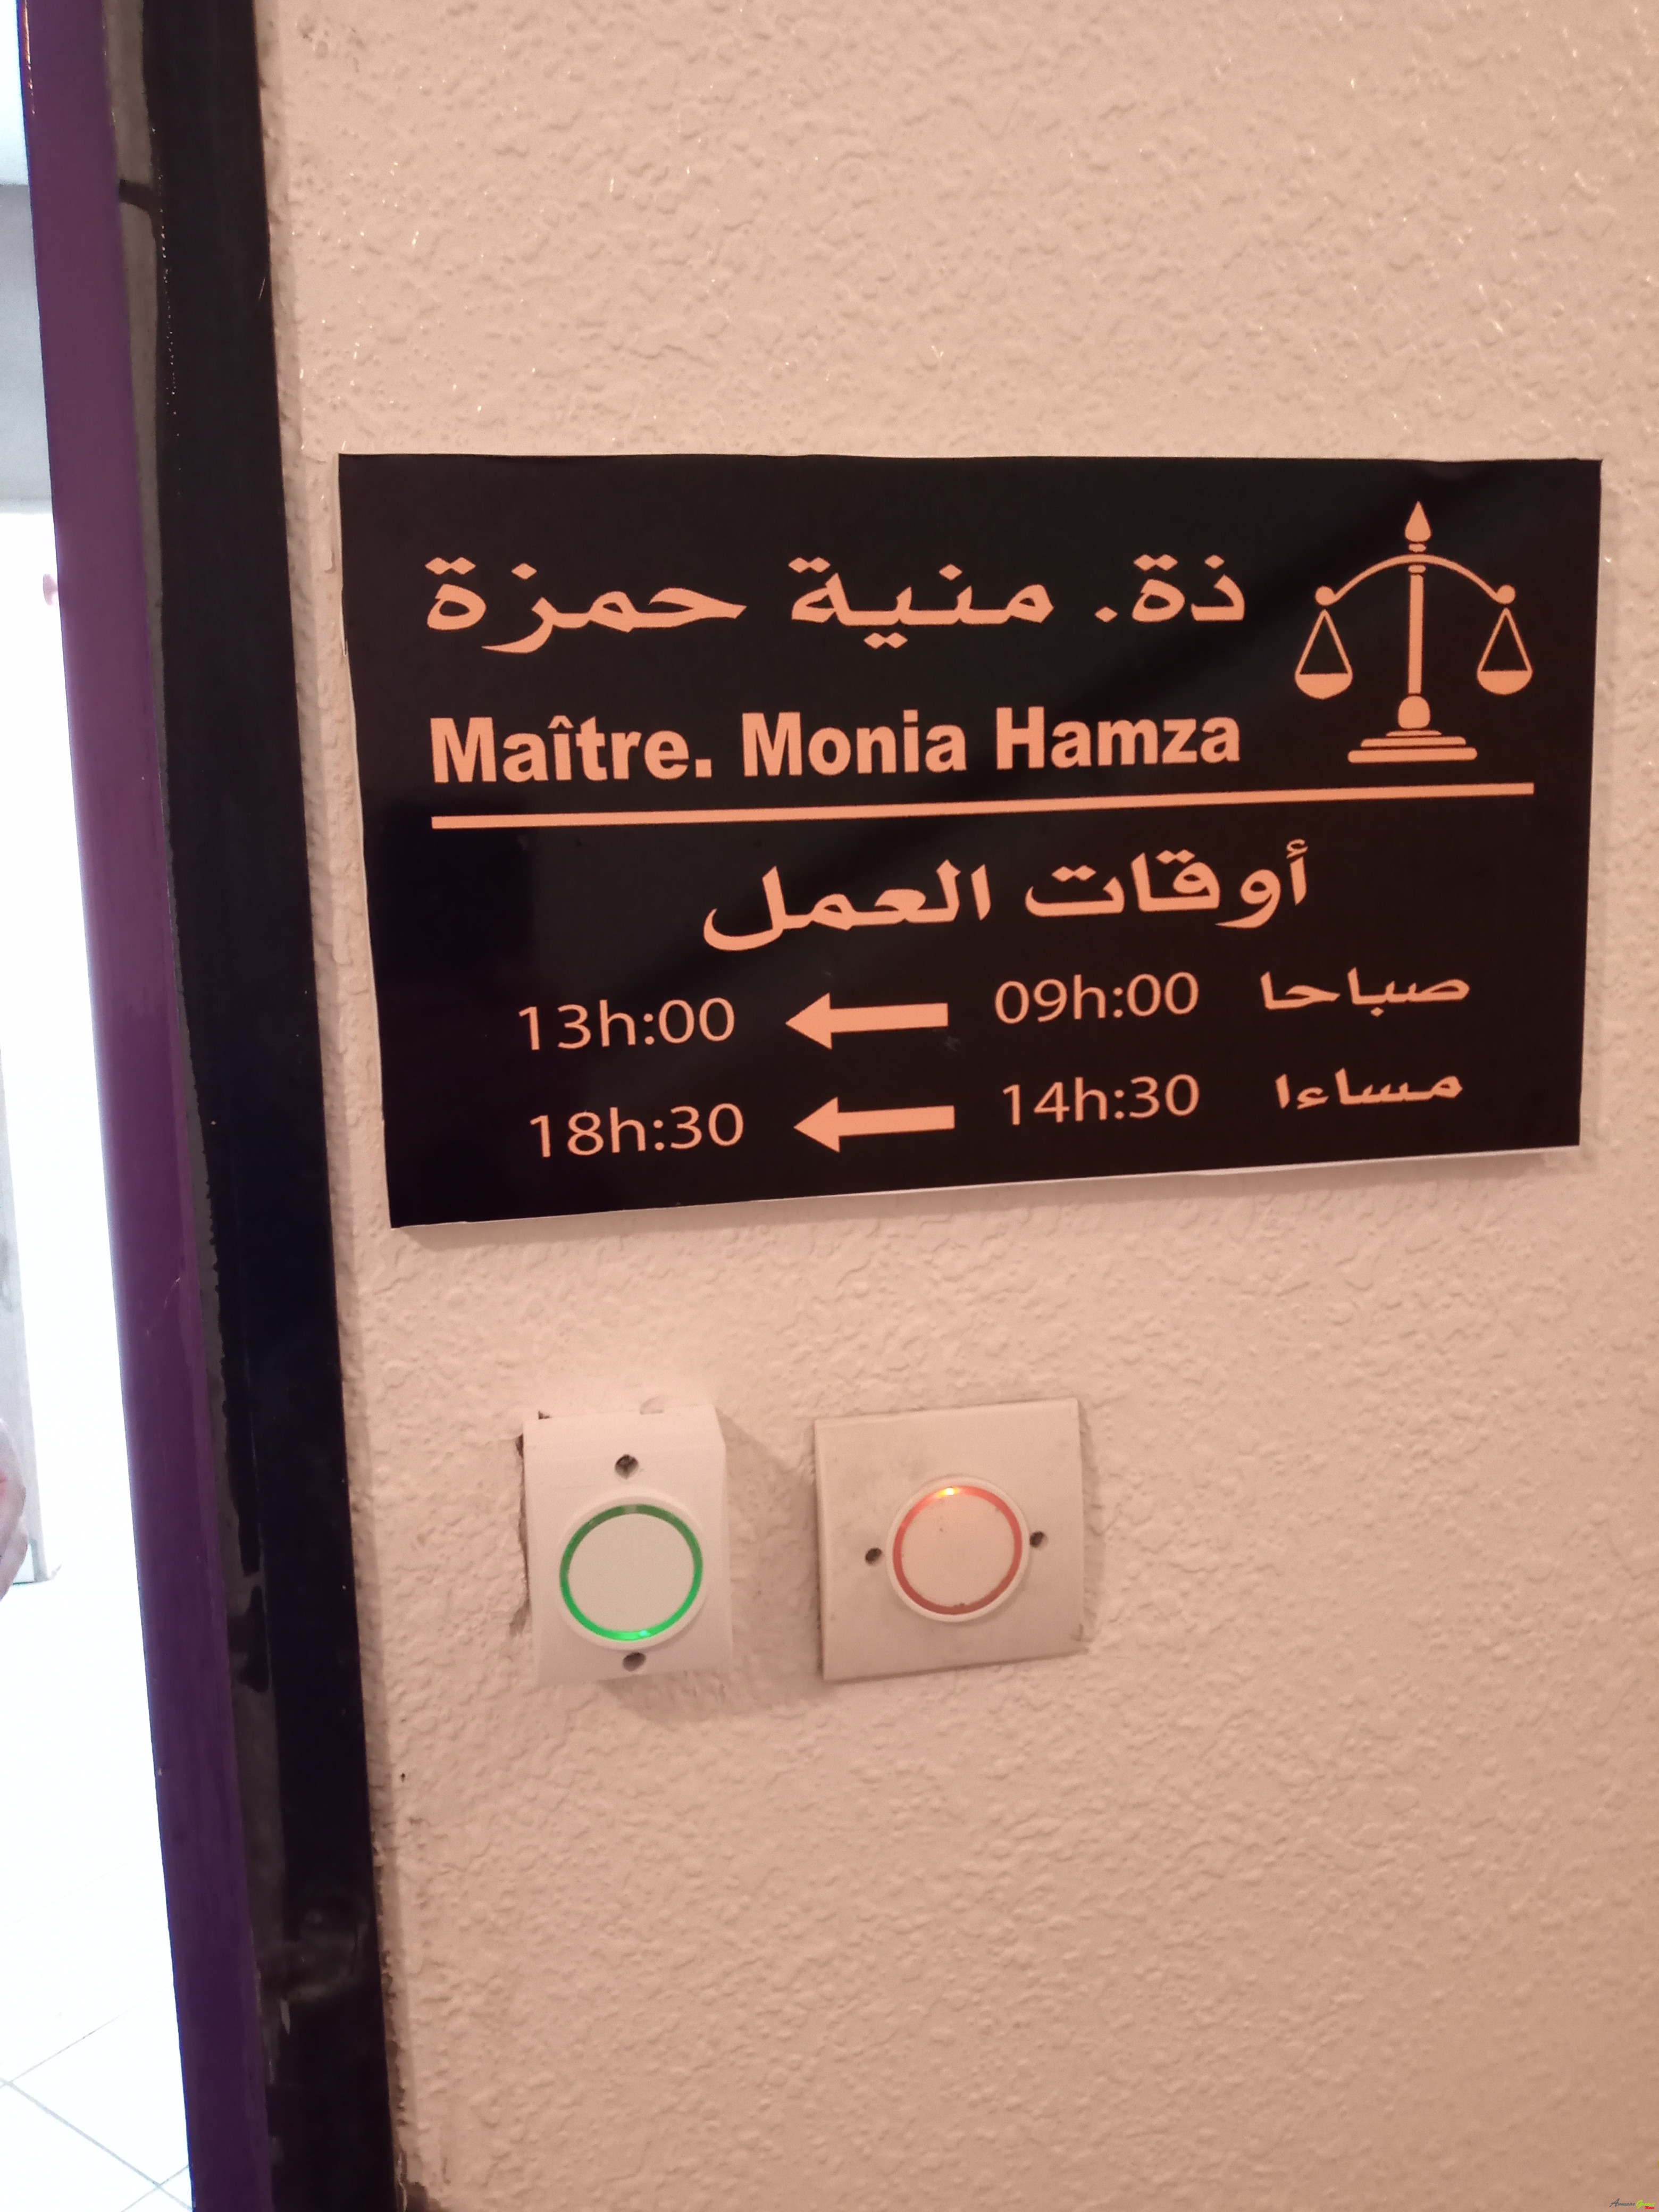 ذة. منية حمزة
Maître. Monia Hamza
أوقات العمل
صباحا 09h:00 ← 13h:00
مساءا 14h:30 ← 18h:30